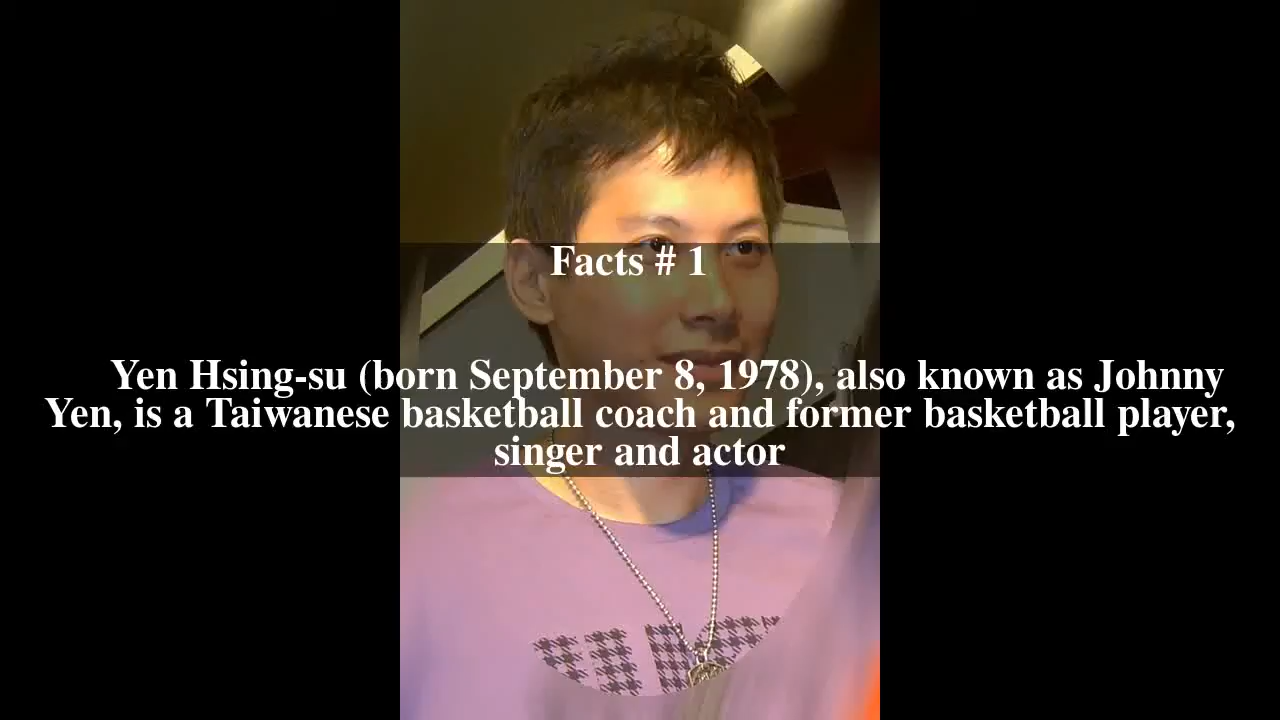 Facts # 1
Yen Hsing-su (born September 8, 1978), also known as Johnny
Yen, is a Taiwanese basketball coach and former basketball player,
singer and actor